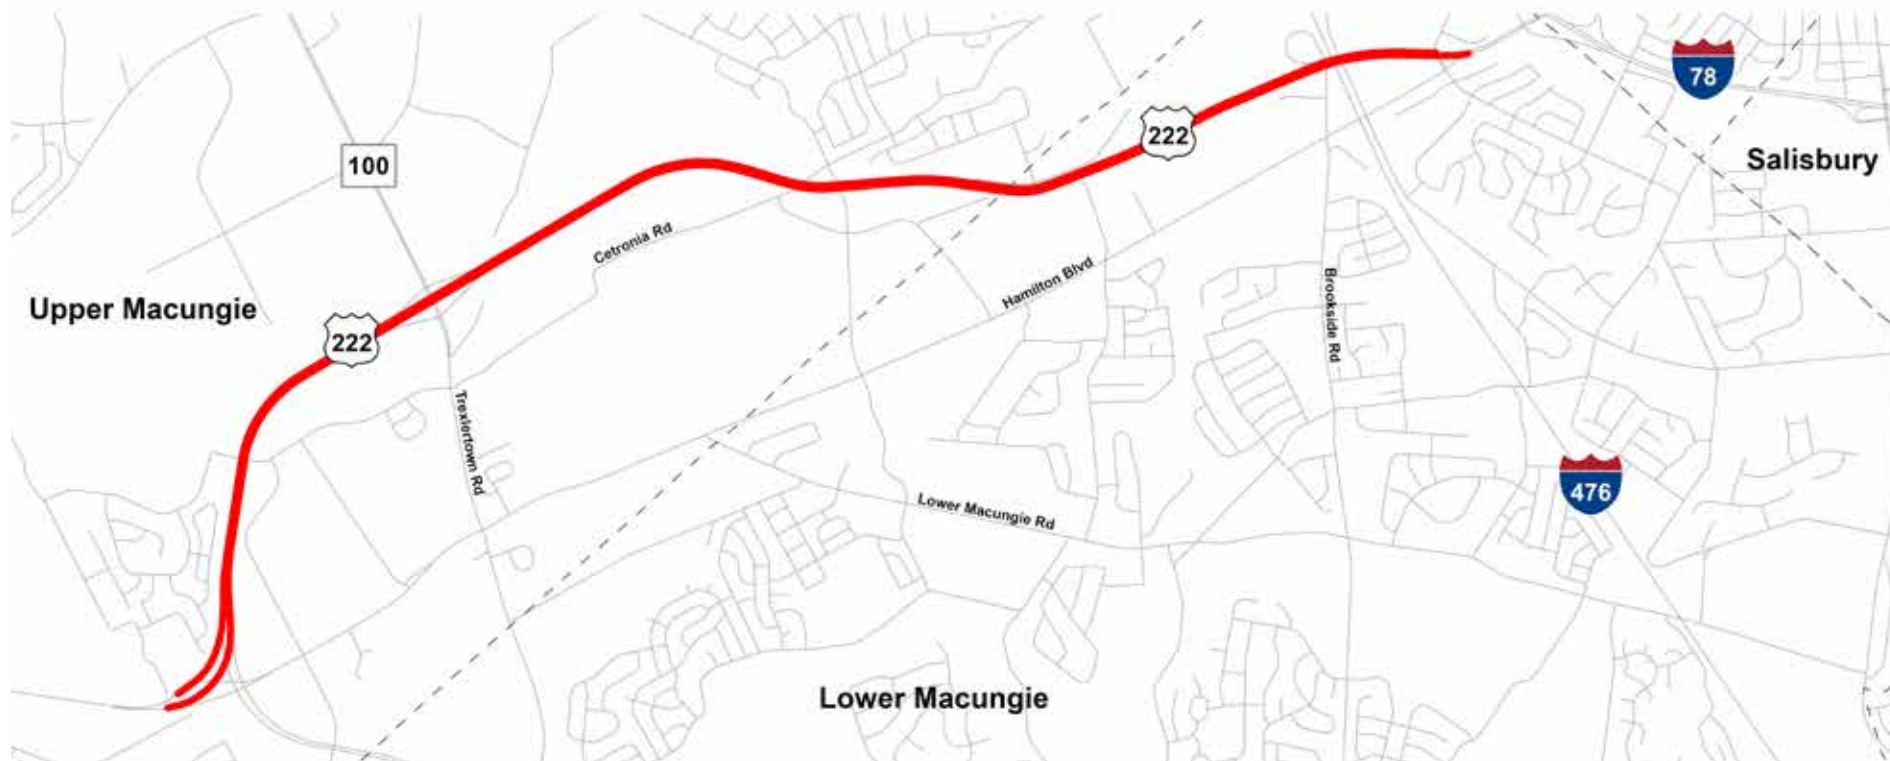 78
222
100
Salisbury
Cetronia Rd
Hamilton Blvd
Upper Macungie
222
Brookside Rd
Trexlertown Rd
476
Lower Macungie Rd
Lower Macungie